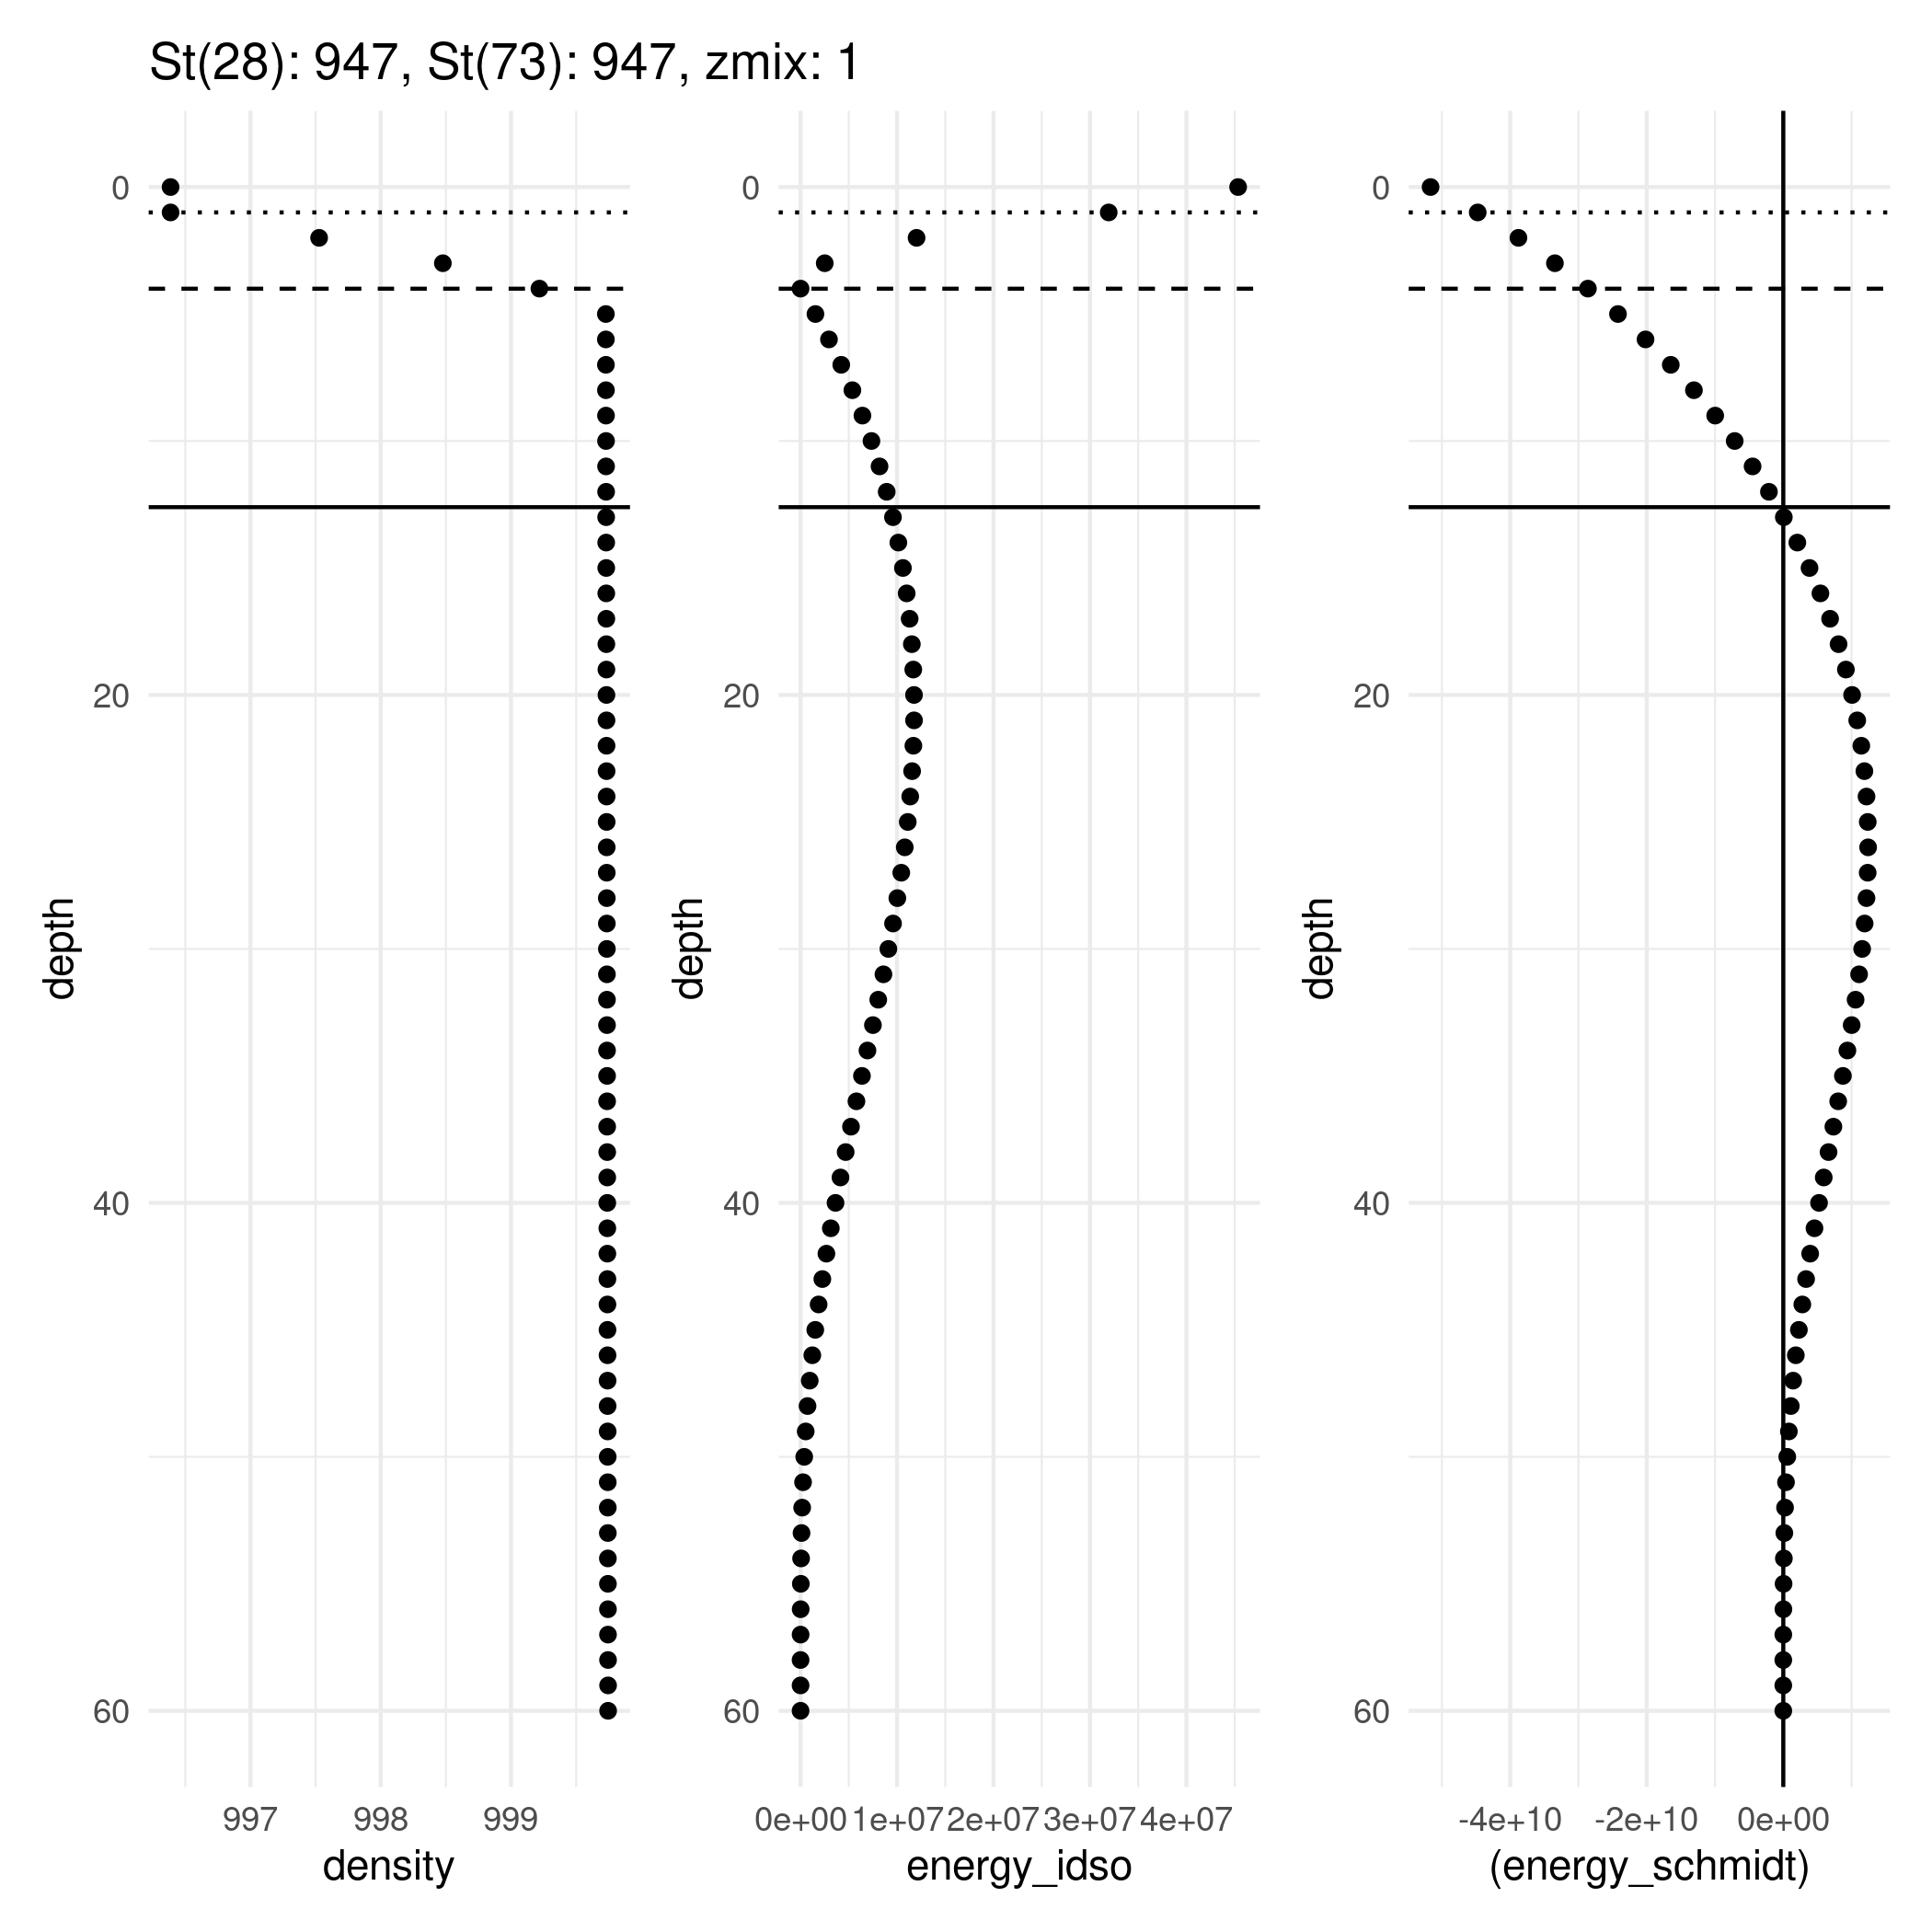 St(28): 947, St(73): 947, zmix: 1
0
20
40
60
depth
997 998 999
density
0
20
40
60
depth
0e+00 1e+07 2e+07 3e+07 4e+07
energy_idso
0
20
40
60
depth
-4e+10 -2e+10 0e+00
(energy_schmidt)